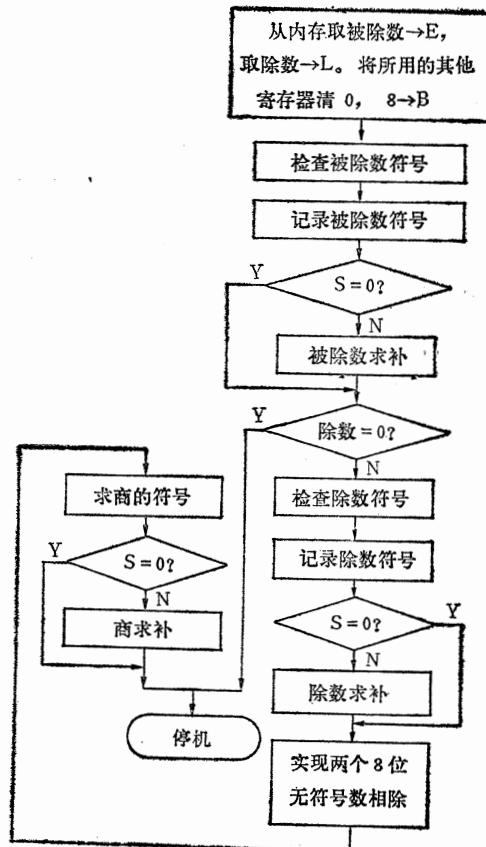 从内存取被除数→E,
取除数→L。将所用的其他
寄存器清 0, 8→B
检查被除数符号
记录被除数符号
Y
S=0?
N
被除数求补
Y
除数=0?
N
检查除数符号
记录除数符号
S=0?
Y
N
除数求补
实现两个8位
无符号数相除
求商的符号
Y
S=0?
N
商求补
停机